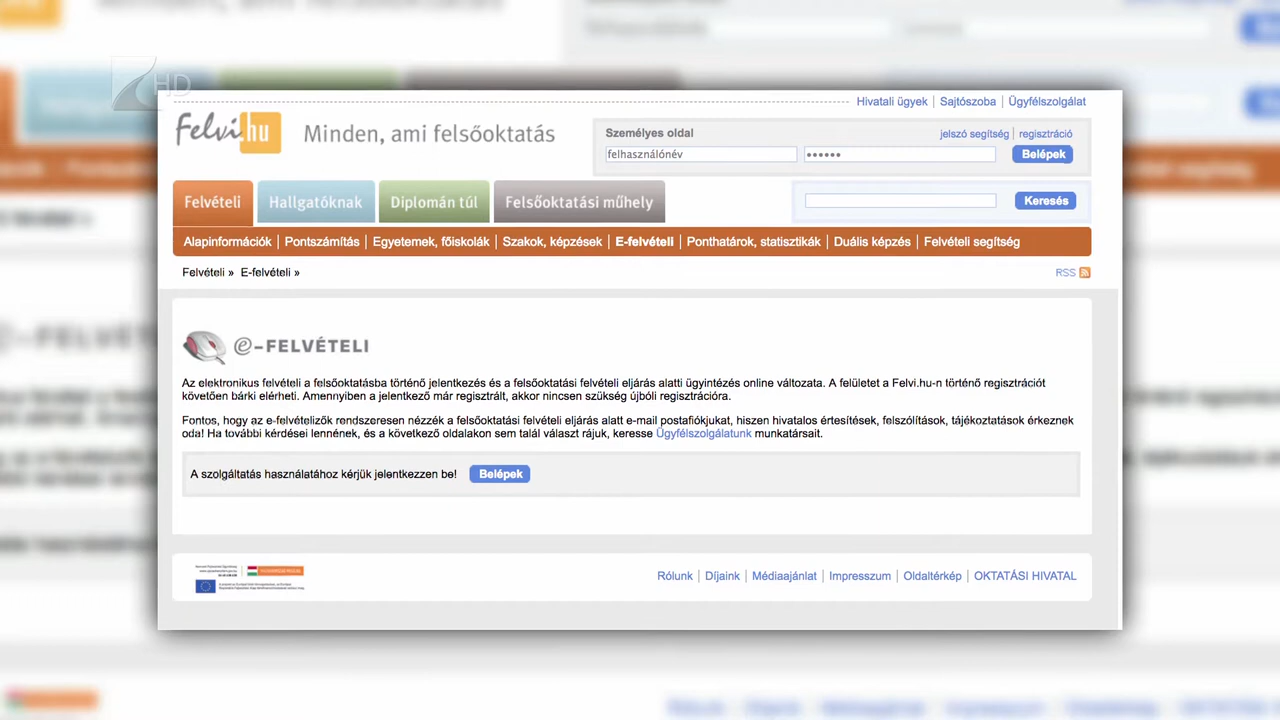 HD
Hivatali ügyek | Sajtószoba | Ügyfélszolgálat
Felvi.hu Minden, ami felsőoktatás
Személyes oldal jelszó segítség | regisztráció
felhasználónév •••••• Belépek
Felvételi Hallgatóknak Diplomán túl Felsőoktatási műhely Keresés
Alapinformációk | Pontszámítás | Egyetemek, főiskolák | Szakok, képzések | E-felvételi | Ponthatárok, statisztikák | Duális képzés | Felvételi segítség
Felvételi » E-felvételi » RSS
e-FELVÉTELI
Az elektronikus felvételi a felsőoktatásba történő jelentkezés és a felsőoktatási felvételi eljárás alatti ügyintézés online változata. A felületet a Felvi.hu-n történő regisztrációt
követően bárki elérheti. Amennyiben a jelentkező már regisztrált, akkor nincsen szükség újbóli regisztrációra.
Fontos, hogy az e-felvételizők rendszeresen nézzék a felsőoktatási felvételi eljárás alatt e-mail postafiókjukat, hiszen hivatalos értesítések, felszólítások, tájékoztatások érkeznek
oda! Ha további kérdései lennének, és a következő oldalakon sem talál választ rájuk, keresse Ügyfélszolgálatunk munkatársait.
A szolgáltatás használatához kérjük jelentkezzen be! Belépek
Rólunk | Díjaink | Médiaajánlat | Impresszum | Oldaltérkép | OKTATÁSI HIVATAL